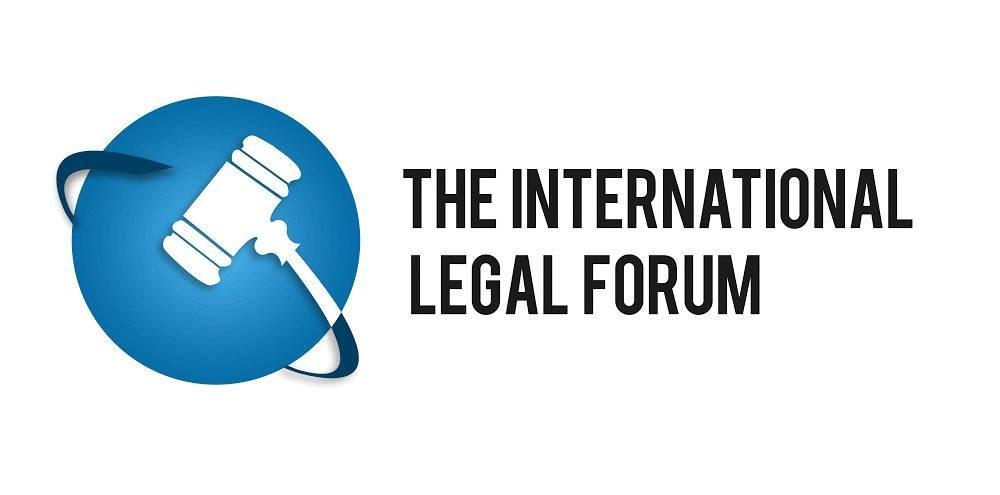 THE INTERNATIONAL
LEGAL FORUM